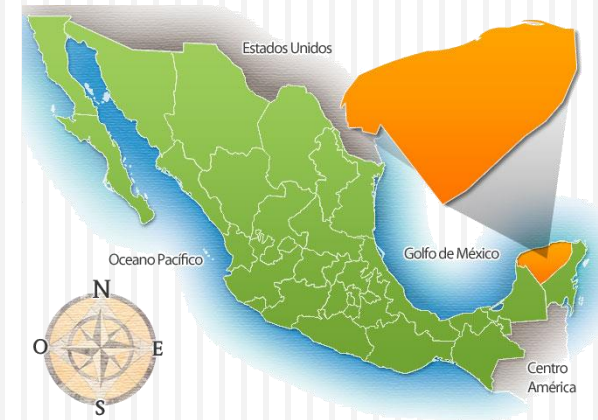 Estados Unidos
Golfo de México
Oceano Pacífico
N
O
E
S
Centro
América